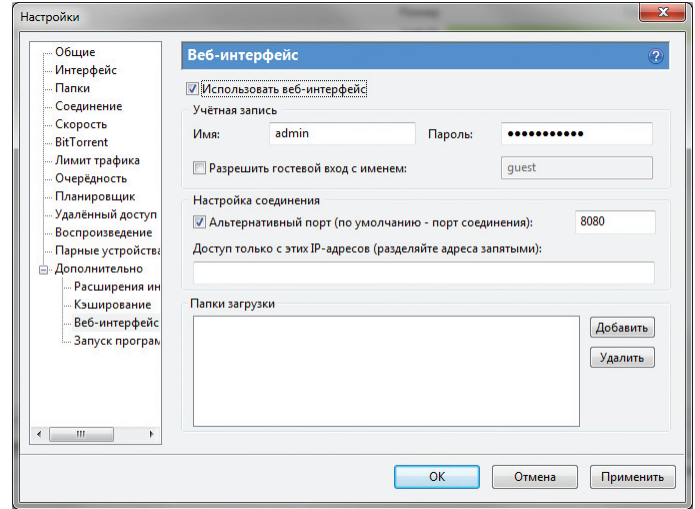 Настройки
Общие
Интерфейс
Папки
Соединение
Скорость
BitTorrent
Лимит трафика
Очерёдность
Планировщик
Удалённый доступ
Воспроизведение
Парные устройства
Дополнительно
Расширения ин
Кэширование
Веб-интерфейс
Запуск програм
Веб-интерфейс
Использовать веб-интерфейс
Учётная запись
Имя: admin Пароль: •••••••••••
Разрешить гостевой вход с именем: guest
Настройка соединения
Альтернативный порт (по умолчанию - порт соединения): 8080
Доступ только с этих IP-адресов (разделяйте адреса запятыми):
Папки загрузки
Добавить
Удалить
OK Отмена Применить